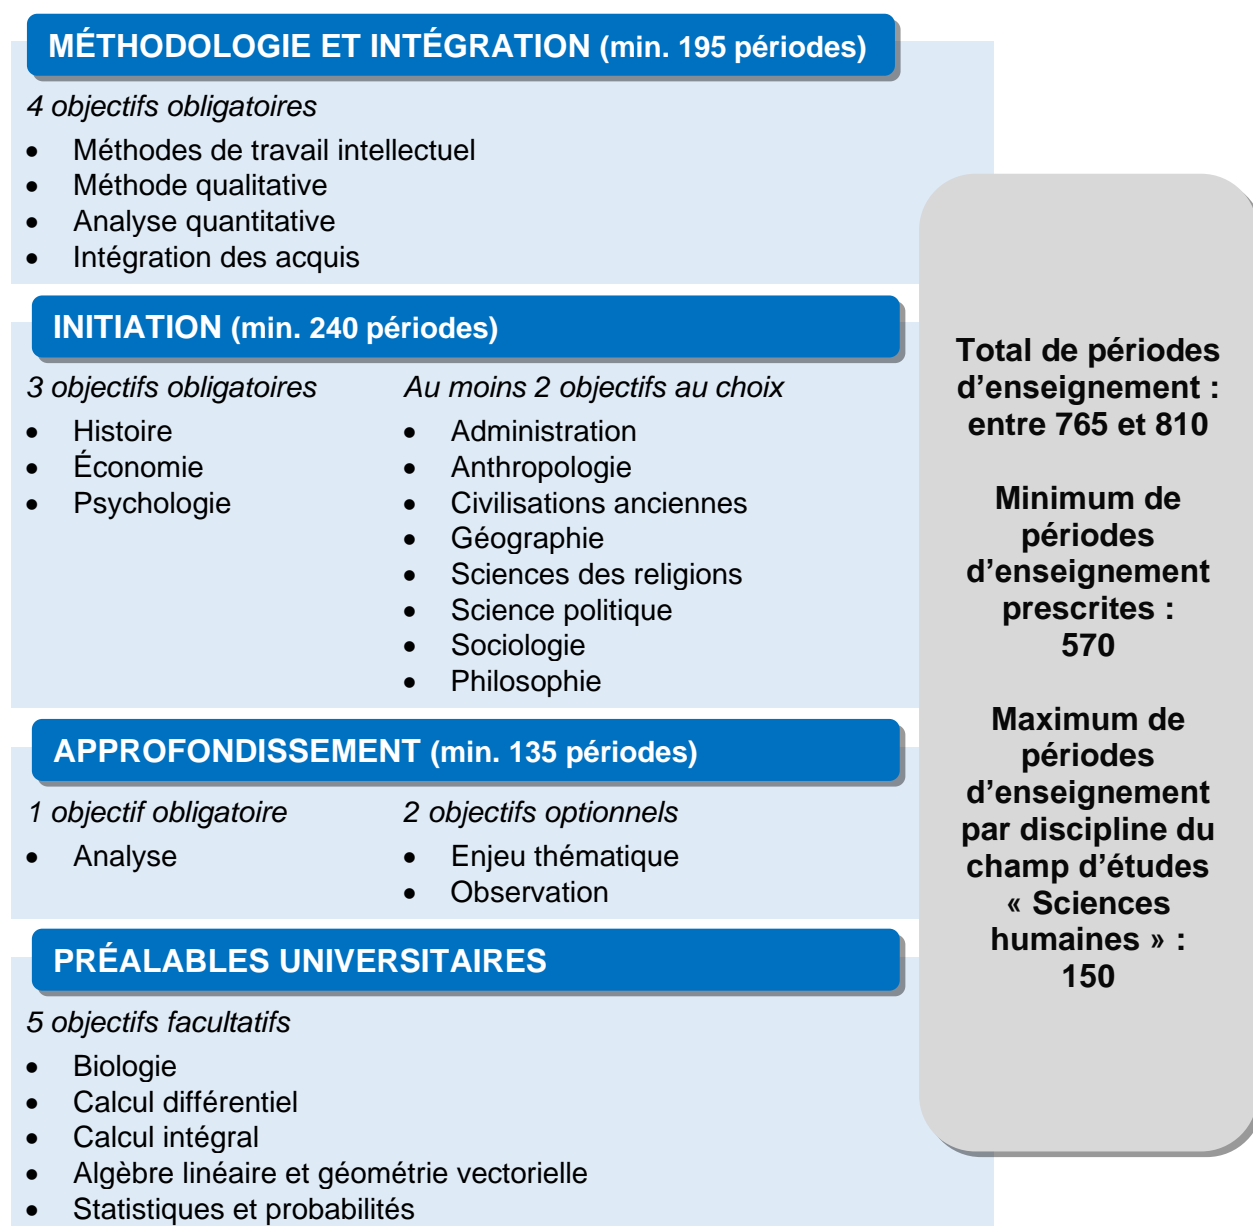 MÉTHODOLOGIE ET INTÉGRATION (min. 195 périodes)
4 objectifs obligatoires
• Méthodes de travail intellectuel
• Méthode qualitative
• Analyse quantitative
• Intégration des acquis
INITIATION (min. 240 périodes)
3 objectifs obligatoires
• Histoire
• Économie
• Psychologie
Au moins 2 objectifs au choix
• Administration
• Anthropologie
• Civilisations anciennes
• Géographie
• Sciences des religions
• Science politique
• Sociologie
• Philosophie
APPROFONDISSEMENT (min. 135 périodes)
1 objectif obligatoire
• Analyse
2 objectifs optionnels
• Enjeu thématique
• Observation
PRÉALABLES UNIVERSITAIRES
5 objectifs facultatifs
• Biologie
• Calcul différentiel
• Calcul intégral
• Algèbre linéaire et géométrie vectorielle
• Statistiques et probabilités
Total de périodes
d’enseignement :
entre 765 et 810
Minimum de
périodes
d’enseignement
prescrites :
570
Maximum de
périodes
d’enseignement
par discipline du
champ d’études
« Sciences
humaines » :
150